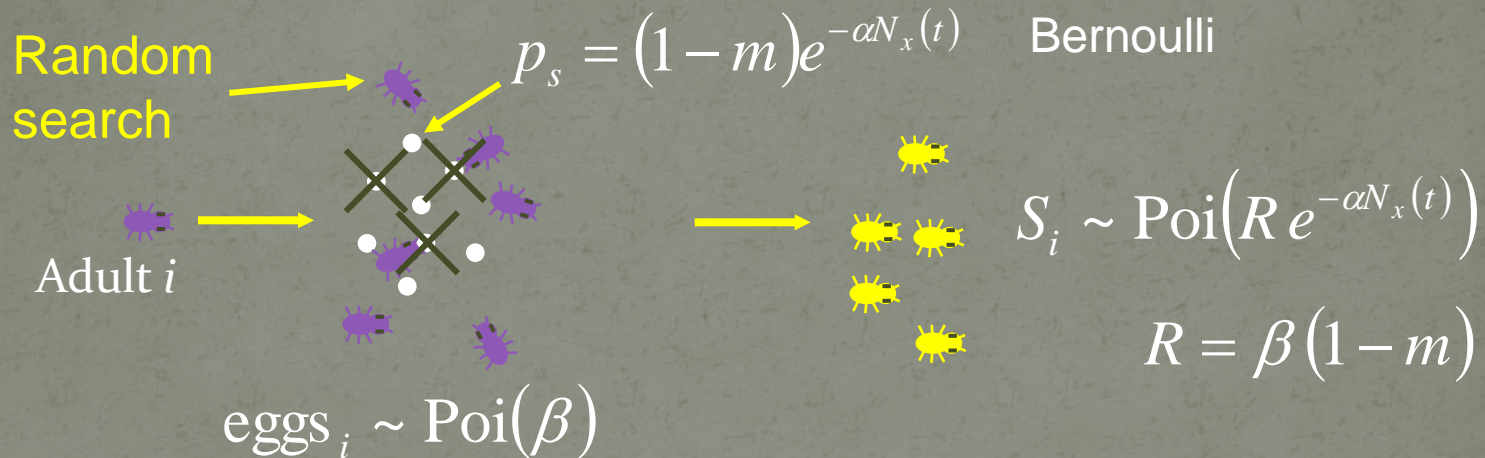 Random
search
p_s = (1 − m)e^{−αN_x(t)}
Bernoulli
Adult i
S_i ~ Poi(R e^{−αN_x(t)})
R = β(1 − m)
eggs_i ~ Poi(β)